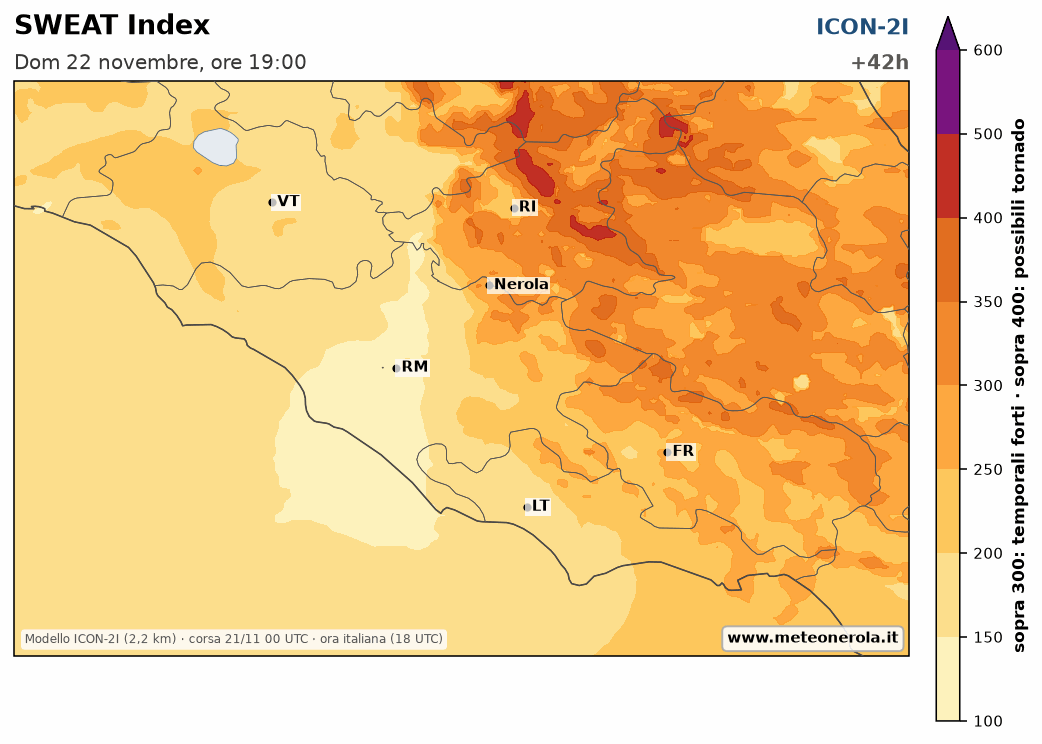 SWEAT Index
ICON-2I
Dom 22 novembre, ore 19:00
+42h
VT
RI
Nerola
RM
FR
LT
Modello ICON-2I (2,2 km) · corsa 21/11 00 UTC · ora italiana (18 UTC)
www.meteonerola.it
600
500
400
350
300
250
200
150
100
sopra 300: temporali forti · sopra 400: possibili tornado